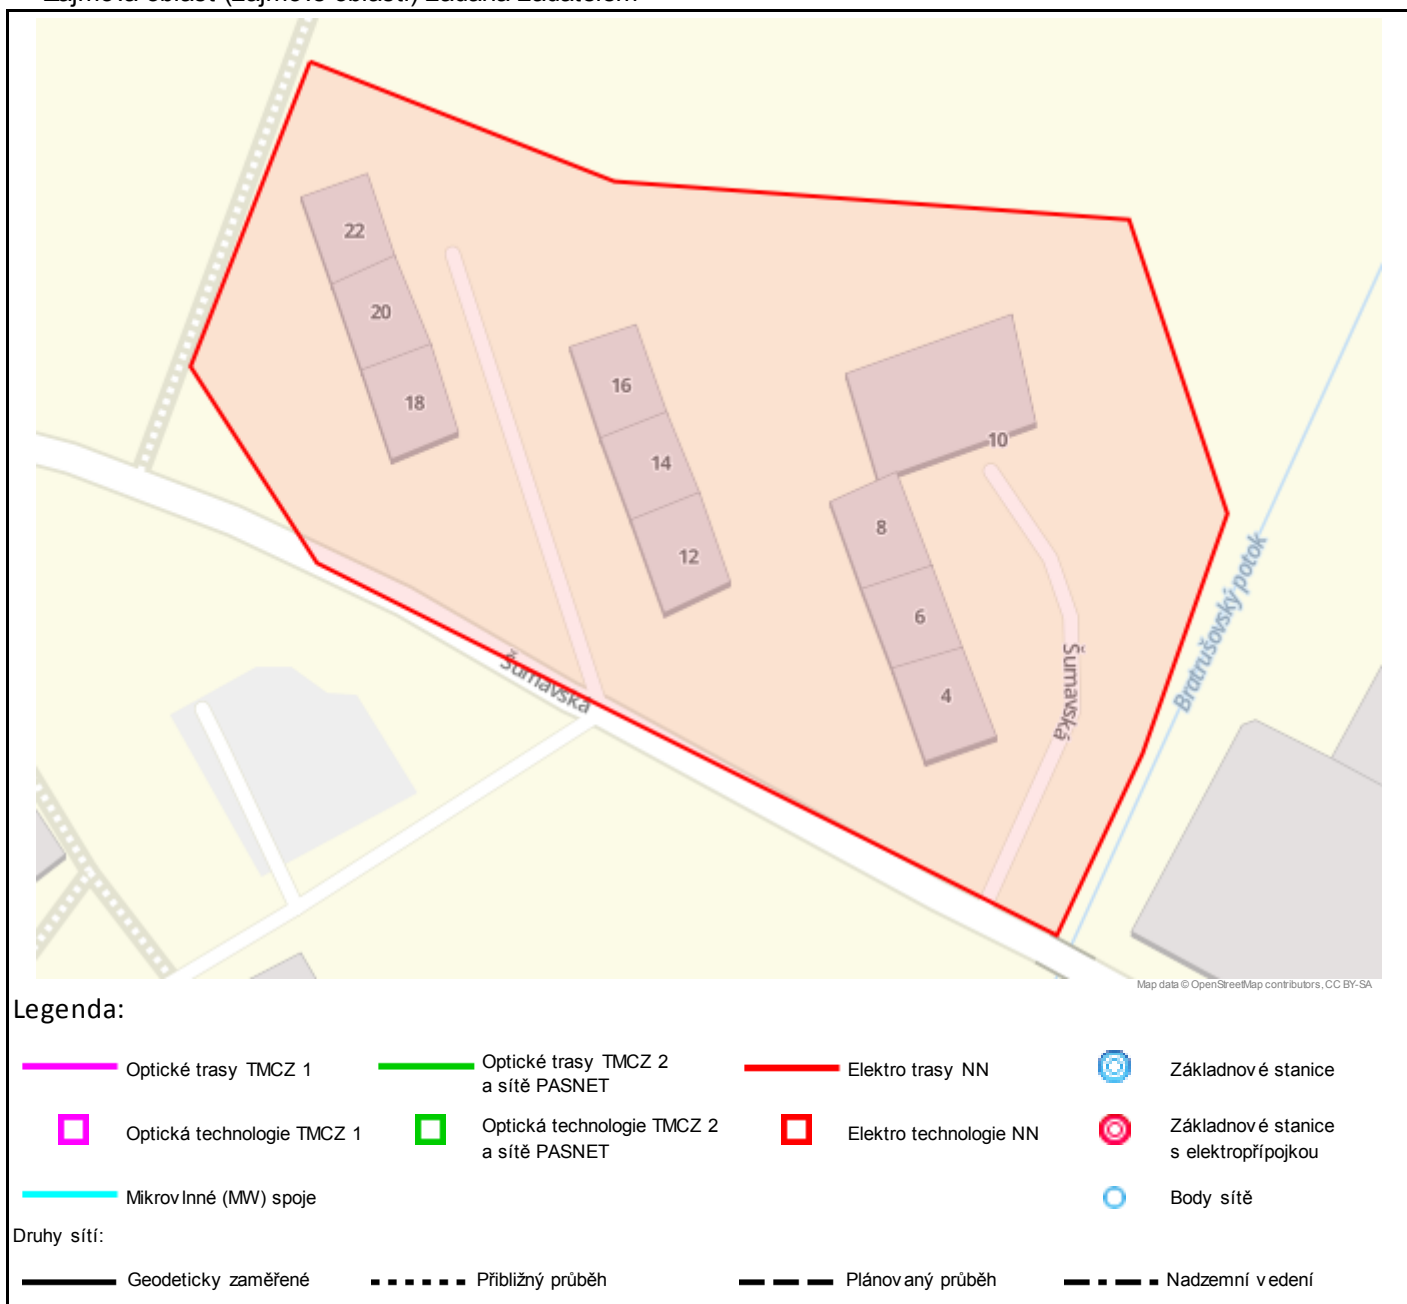 22
20
18
16
14
12
10
8
6
4
Šumavská
Šumavská
Bratrušovský potok
Map data © OpenStreetMap contributors, CC BY-SA
Legenda:
Optické trasy TMCZ 1
Optické trasy TMCZ 2
a sítě PASNET
Elektro trasy NN
Základnové stanice
Optická technologie TMCZ 1
Optická technologie TMCZ 2
a sítě PASNET
Elektro technologie NN
Základnové stanice
s elektropřípojkou
Mikrovlnné (MW) spoje
Body sítě
Druhy sítí:
Geodeticky zaměřené
Přibližný průběh
Plánovaný průběh
Nadzemní vedení